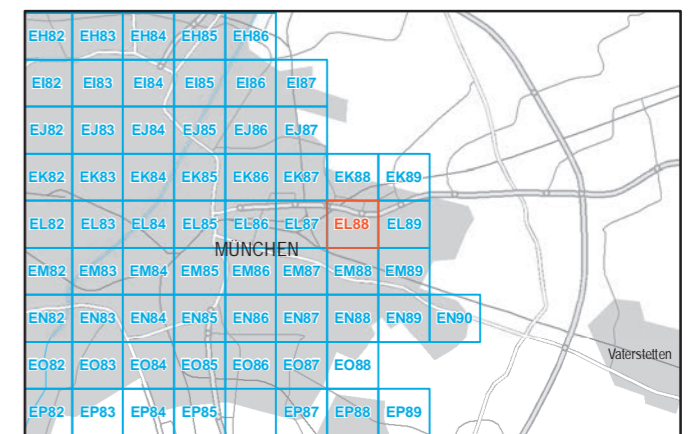 EH82 EH83 EH84 EH85 EH86
EI82 EI83 EI84 EI85 EI86 EI87
EJ82 EJ83 EJ84 EJ85 EJ86 EJ87
EK82 EK83 EK84 EK85 EK86 EK87 EK88 EK89
EL82 EL83 EL84 EL85 EL86 EL87 EL88 EL89
MÜNCHEN
EM82 EM83 EM84 EM85 EM86 EM87 EM88 EM89
EN82 EN83 EN84 EN85 EN86 EN87 EN88 EN89 EN90
EO82 EO83 EO84 EO85 EO86 EO87 EO88
Vaterstetten
EP82 EP83 EP84 EP85 EP87 EP88 EP89